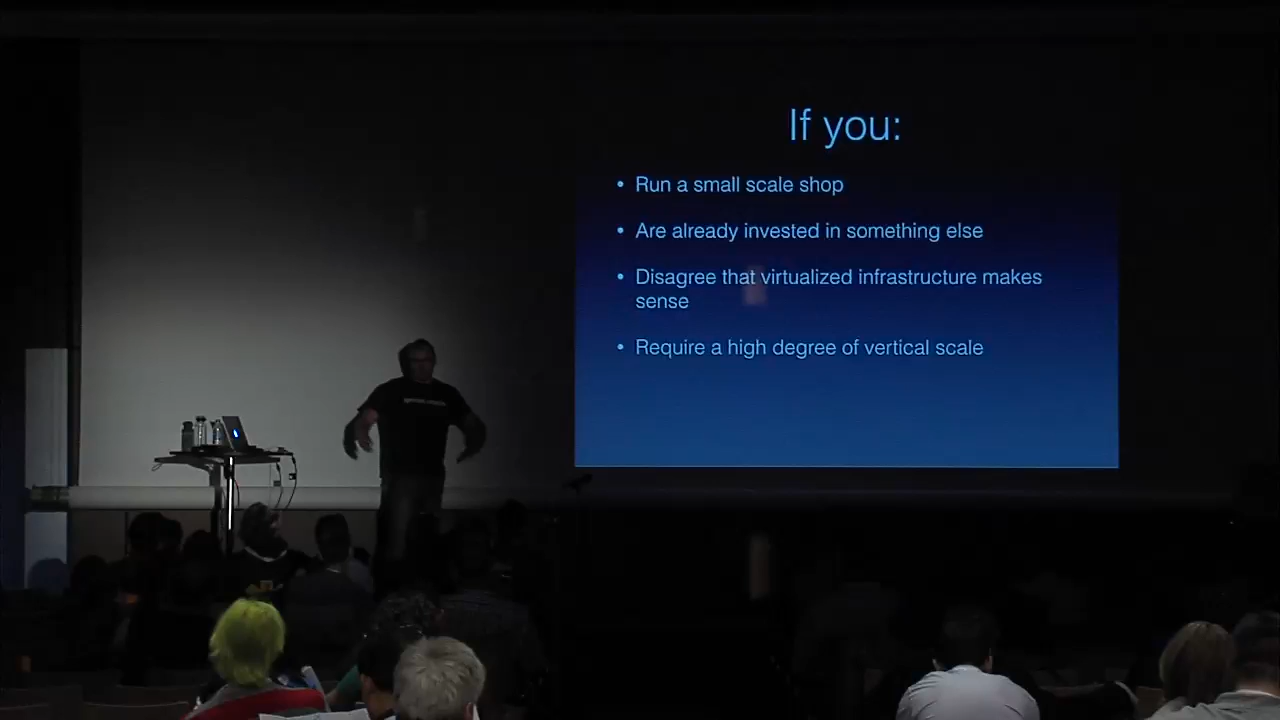 If you:
• Run a small scale shop
• Are already invested in something else
• Disagree that virtualized infrastructure makes
sense
• Require a high degree of vertical scale